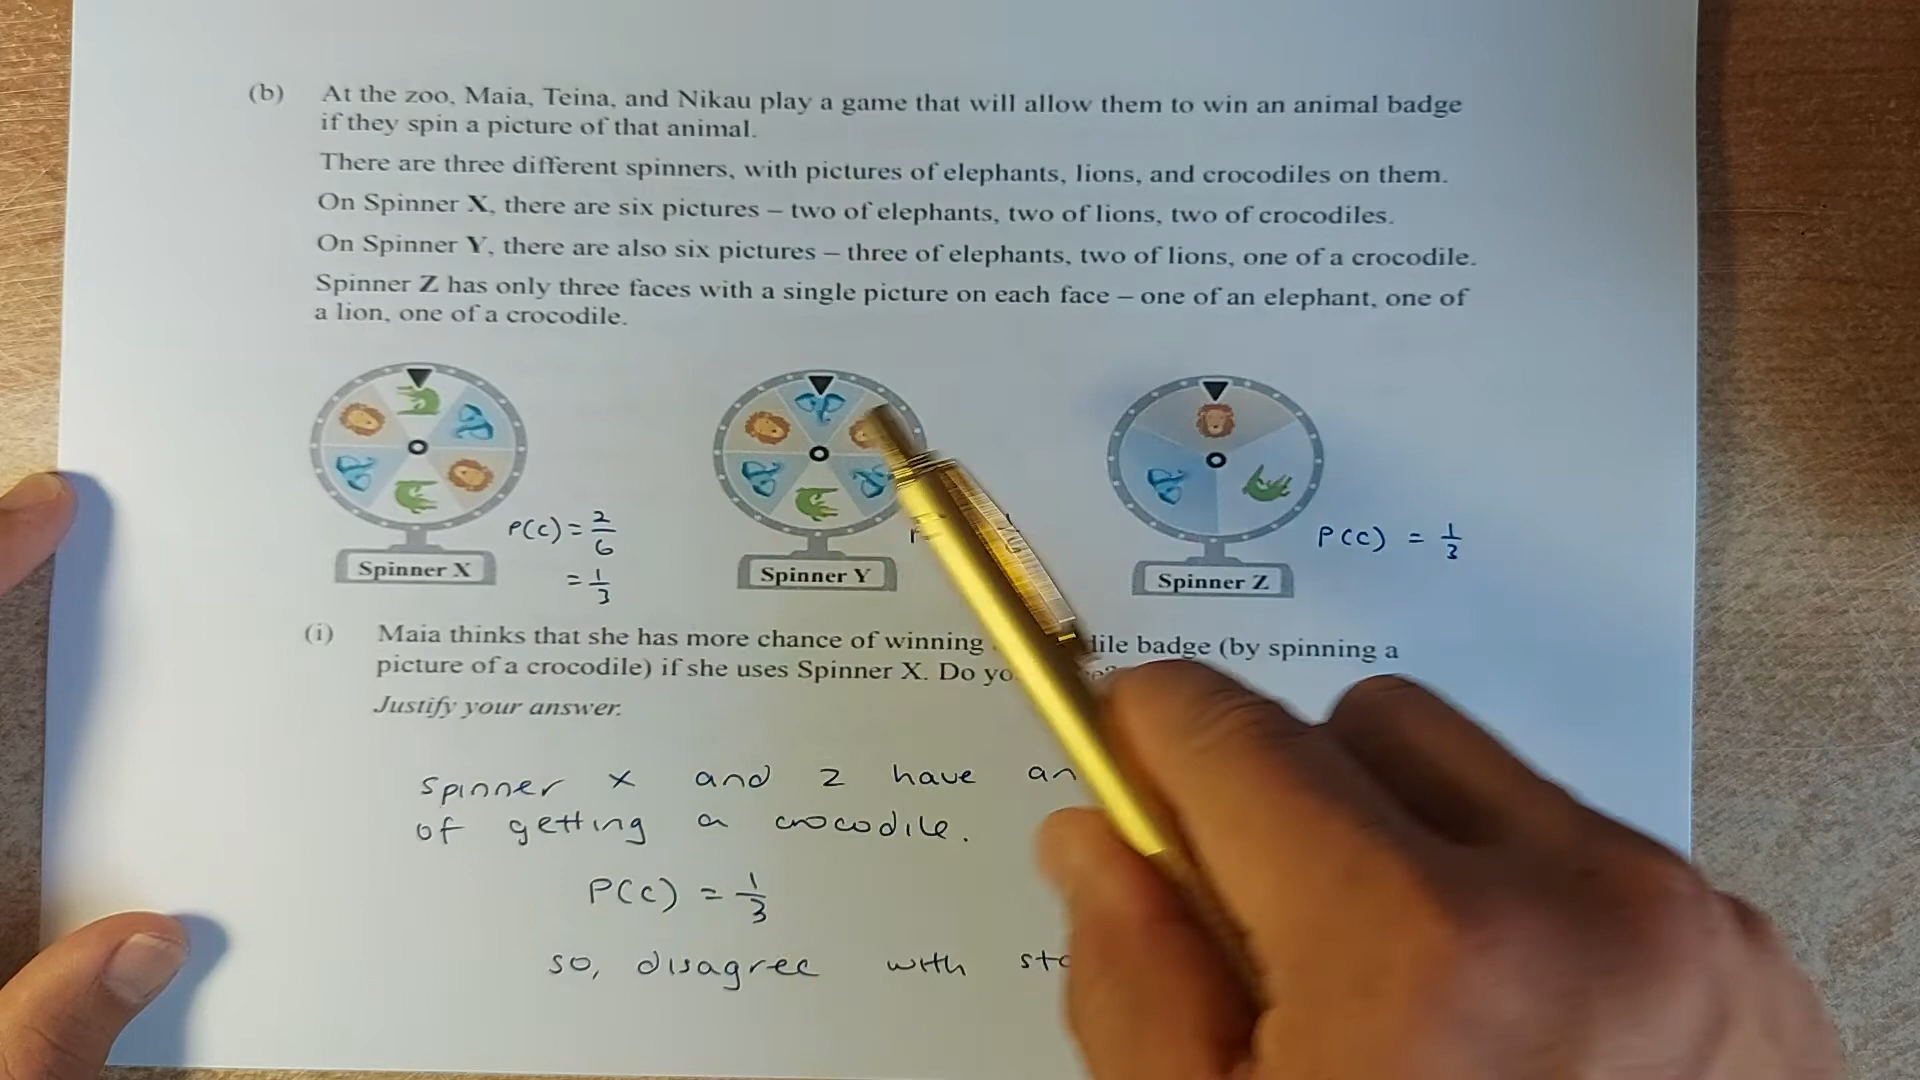 (b) At the zoo, Maia, Teina, and Nikau play a game that will allow them to win an animal badge
if they spin a picture of that animal.
There are three different spinners, with pictures of elephants, lions, and crocodiles on them.
On Spinner X, there are six pictures – two of elephants, two of lions, two of crocodiles.
On Spinner Y, there are also six pictures – three of elephants, two of lions, one of a crocodile.
Spinner Z has only three faces with a single picture on each face – one of an elephant, one of
a lion, one of a crocodile.
P(C) = 2/6
= 1/3
P(C) = 1/3
Spinner X
Spinner Y
Spinner Z
(i) Maia thinks that she has more chance of winning badge (by spinning a
picture of a crocodile) if she uses Spinner X. Do
Justify your answer.
spinner x and z have an
of getting a crocodile.
P(C) = 1/3
so, disagree with